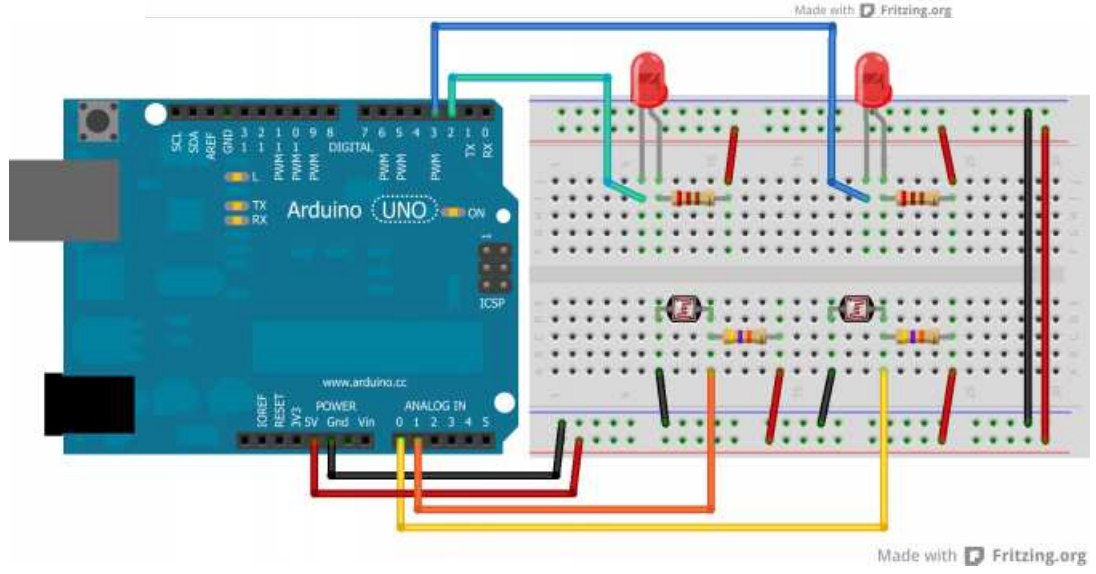 Made with Fritzing.org
SCL
SDA
AREF
GND
13
12
11 PWM
10 PWM
9 PWM
8
DIGITAL
7
6 PWM
5 PWM
4
3 PWM
2
1 TX
0 RX
L
TX
RX
Arduino UNO
ON
1
ICSP
www.arduino.cc
POWER
ANALOG IN
IOREF
RESET
3V3
5V
Gnd
Vin
0 1 2 3 4 5
Made with Fritzing.org